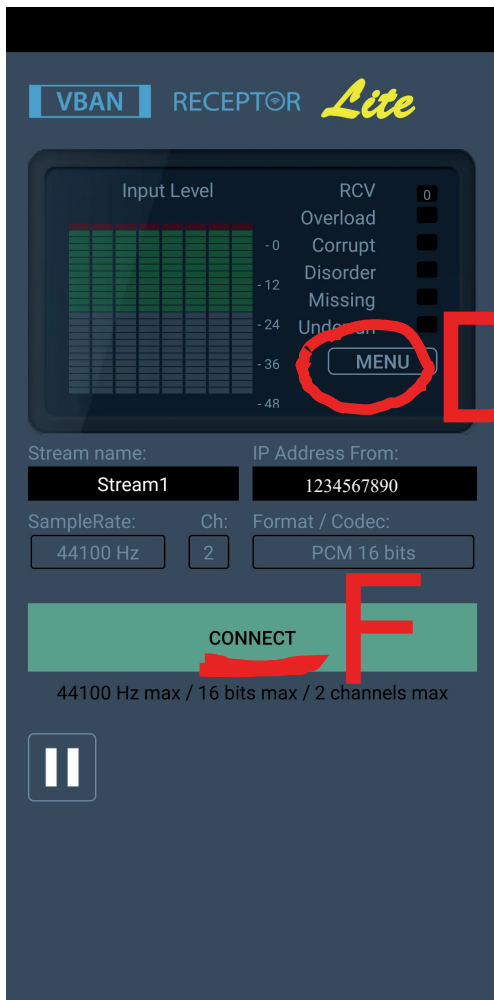 VBAN RECEPTOR Lite
Input Level
RCV 0
Overload
- 0 Corrupt
Disorder
- 12 Missing
- 24 Underrun
- 36 MENU
- 48
D
Stream name: IP Address From:
Stream1 1234567890
SampleRate: Ch: Format / Codec:
44100 Hz 2 PCM 16 bits
F
CONNECT
44100 Hz max / 16 bits max / 2 channels max